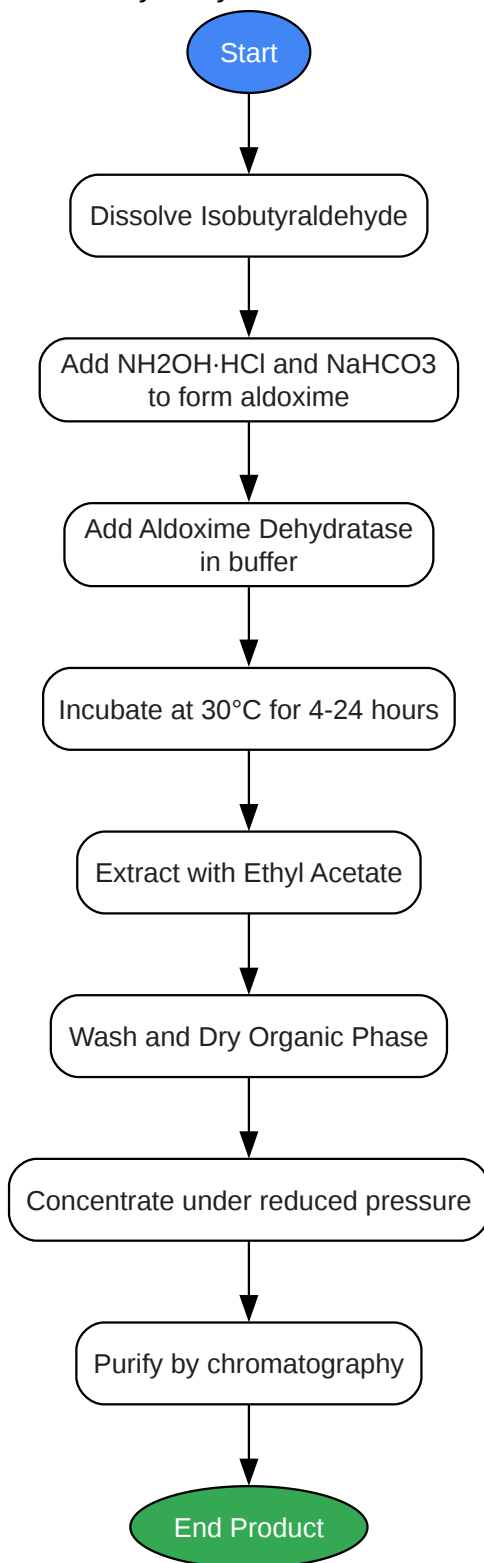 Start
Dissolve Isobutyraldehyde
Add NH2OH·HCl and NaHCO3
to form aldoxime
Add Aldoxime Dehydratase
in buffer
Incubate at 30°C for 4-24 hours
Extract with Ethyl Acetate
Wash and Dry Organic Phase
Concentrate under reduced pressure
Purify by chromatography
End Product